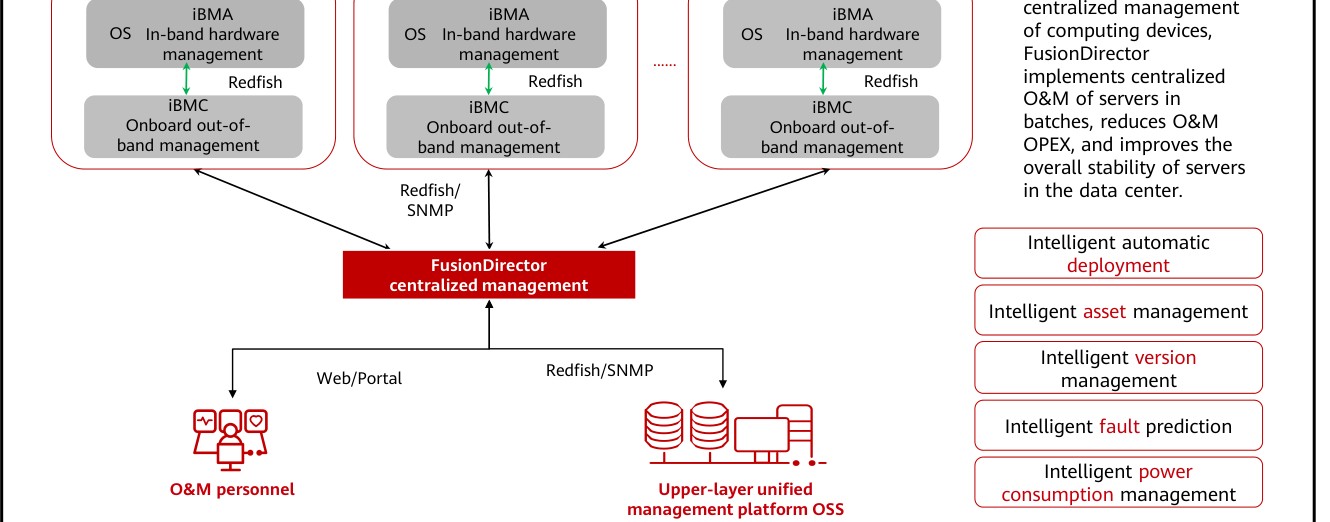 iBMA
OS In-band hardware
management
Redfish
iBMC
Onboard out-of-
band management
iBMA
OS In-band hardware
management
Redfish
iBMC
Onboard out-of-
band management
......
iBMA
OS In-band hardware
management
Redfish
iBMC
Onboard out-of-
band management
Redfish/
SNMP
FusionDirector
centralized management
Web/Portal
Redfish/SNMP
O&M personnel
Upper-layer unified
management platform OSS
centralized management
of computing devices,
FusionDirector
implements centralized
O&M of servers in
batches, reduces O&M
OPEX, and improves the
overall stability of servers
in the data center.
Intelligent automatic
deployment
Intelligent asset management
Intelligent version
management
Intelligent fault prediction
Intelligent power
consumption management